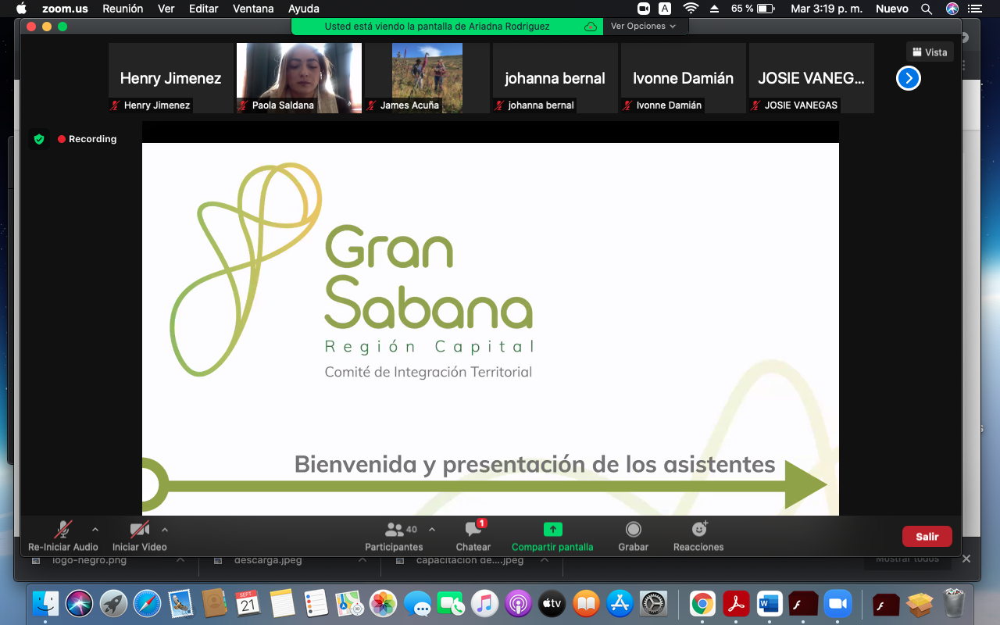 zoom.us Reunión Ver Editar Ventana Ayuda A 65 % Mar 3:19 p. m. Nuevo
Usted está viendo la pantalla de Ariadna Rodriguez Ver Opciones
Vista
Henry Jimenez johanna bernal Ivonne Damián JOSIE VANEG...
Henry Jimenez Paola Saldana James Acuña johanna bernal Ivonne Damián JOSIE VANEGAS
Recording
Gran
Sabana
Región Capital
Comité de Integración Territorial
Bienvenida y presentación de los asistentes
40 1
Re-Iniciar Audio Iniciar Video Participantes Chatear Compartir pantalla Grabar Reacciones Salir
logo-negro.png descarga.jpeg capacitacion de....jpeg Mostrar todos
SEPT
21
tv